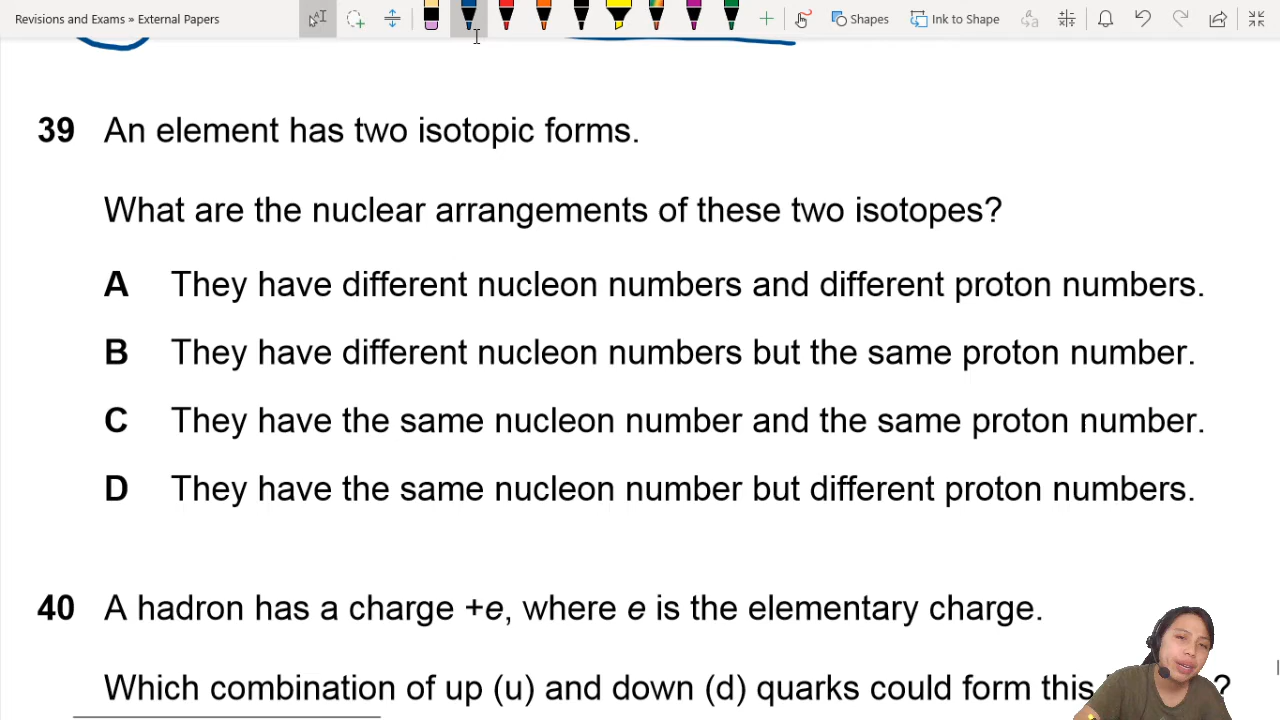 Revisions and Exams » External Papers
Shapes
Ink to Shape
39 An element has two isotopic forms.
What are the nuclear arrangements of these two isotopes?
A They have different nucleon numbers and different proton numbers.
B They have different nucleon numbers but the same proton number.
C They have the same nucleon number and the same proton number.
D They have the same nucleon number but different proton numbers.
40 A hadron has a charge +e, where e is the elementary charge.
Which combination of up (u) and down (d) quarks could form this ?